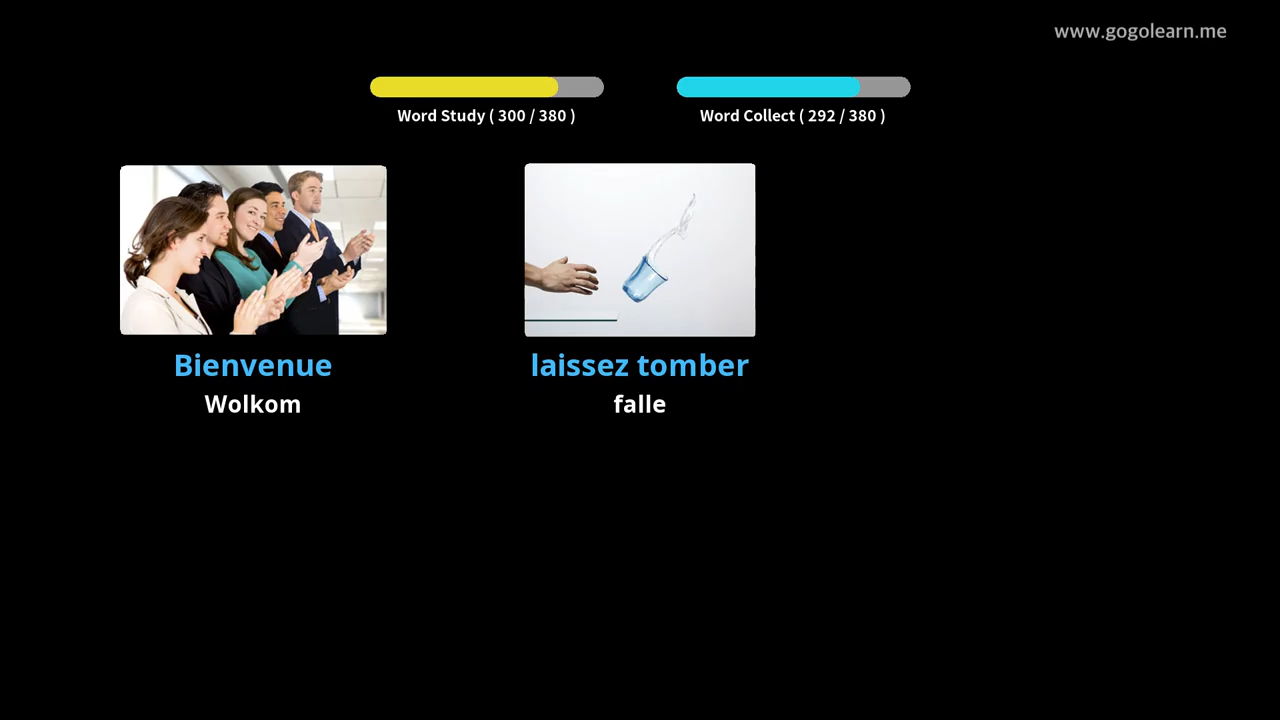 www.gogolearn.me
Word Study ( 300 / 380 )
Word Collect ( 292 / 380 )
Bienvenue
Wolkom
laissez tomber
falle